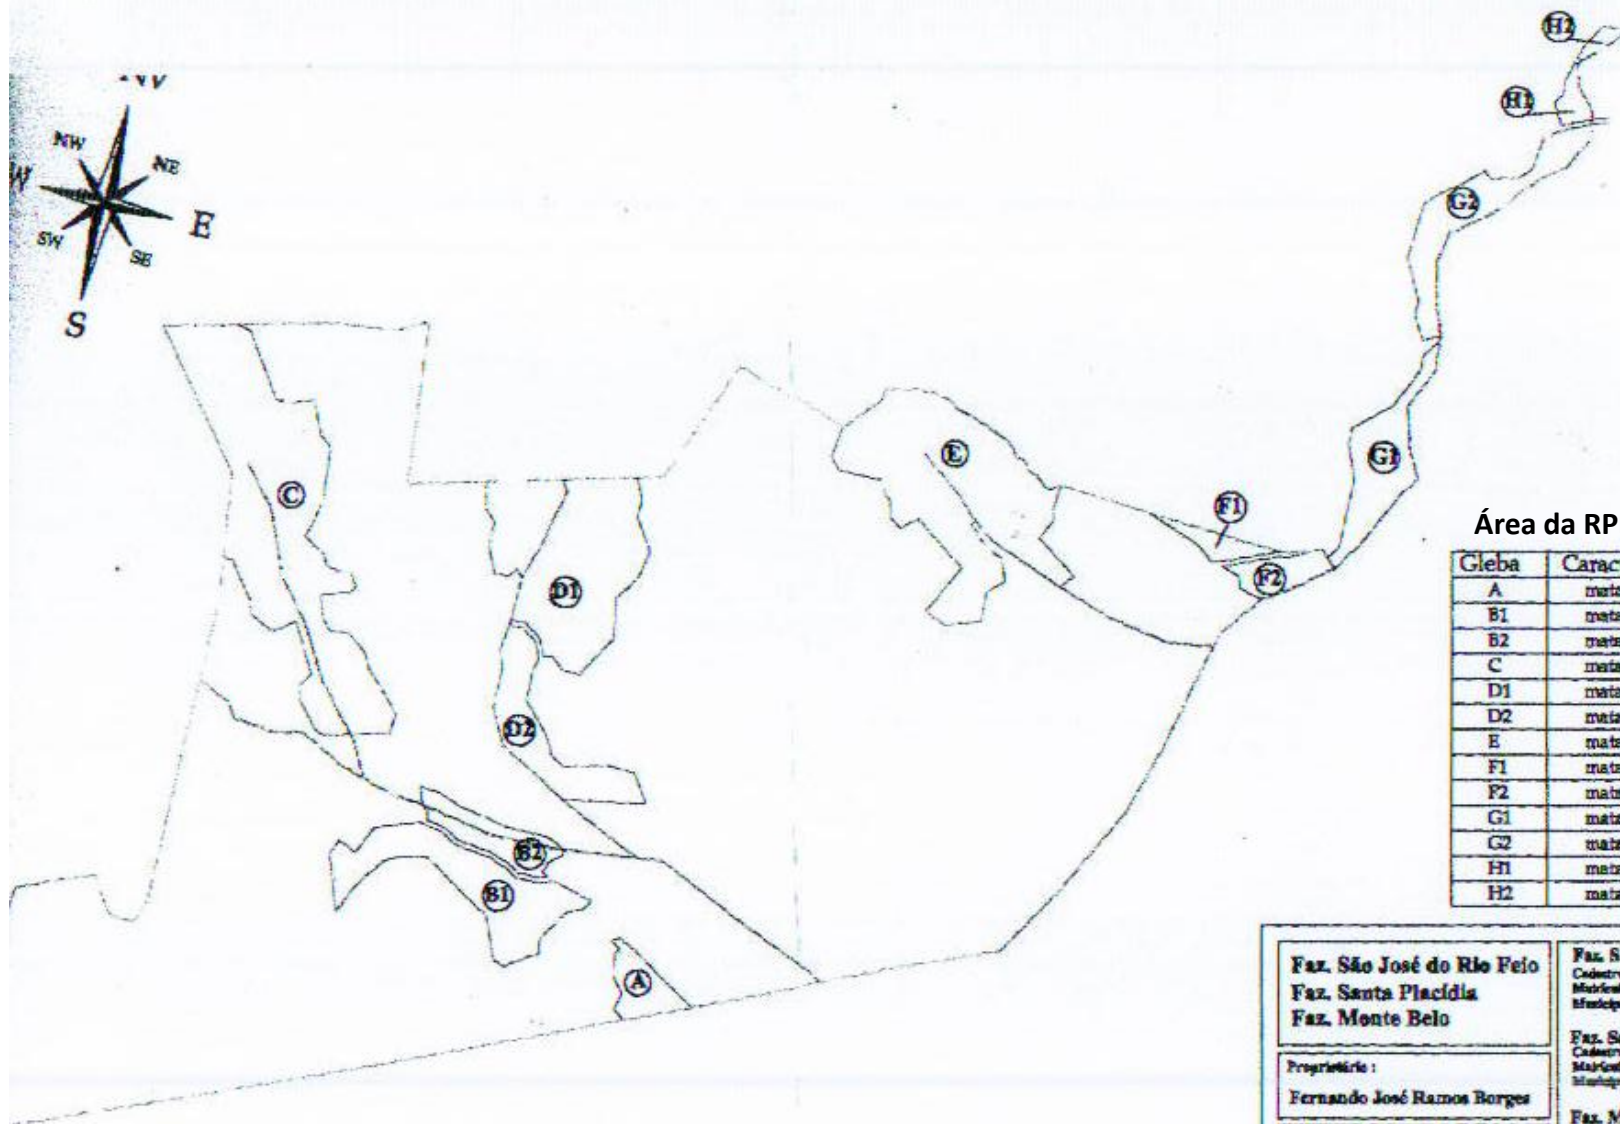 NW
NE
W
E
SW
SE
S
H2
H1
G2
C
E
G1
F1
D1
F2
D2
B2
B1
A
Área da RP
Gleba
A
B1
B2
C
D1
D2
E
F1
F2
G1
G2
H1
H2
Faz. São José do Rio Feio
Faz. Santa Placídia
Faz. Monte Belo
Proprietário :
Fernando José Ramos Borges